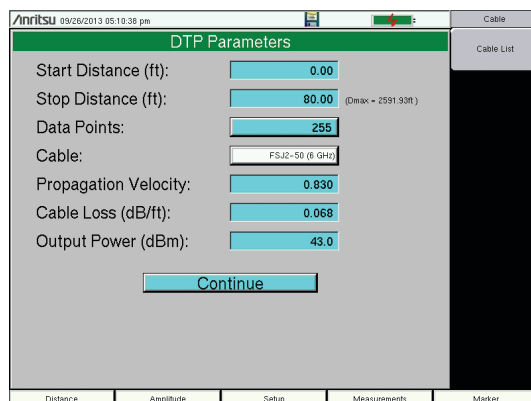 Anritsu 09/26/2013 05:10:38 pm
Cable
DTP Parameters
Cable List
Start Distance (ft): 0.00
Stop Distance (ft): 80.00 (Dmax = 2591.93ft )
Data Points: 255
Cable: FSJ2-50 (6 GHz)
Propagation Velocity: 0.830
Cable Loss (dB/ft): 0.068
Output Power (dBm): 43.0
Continue
Distance Amplitude Setup Measurements Marker